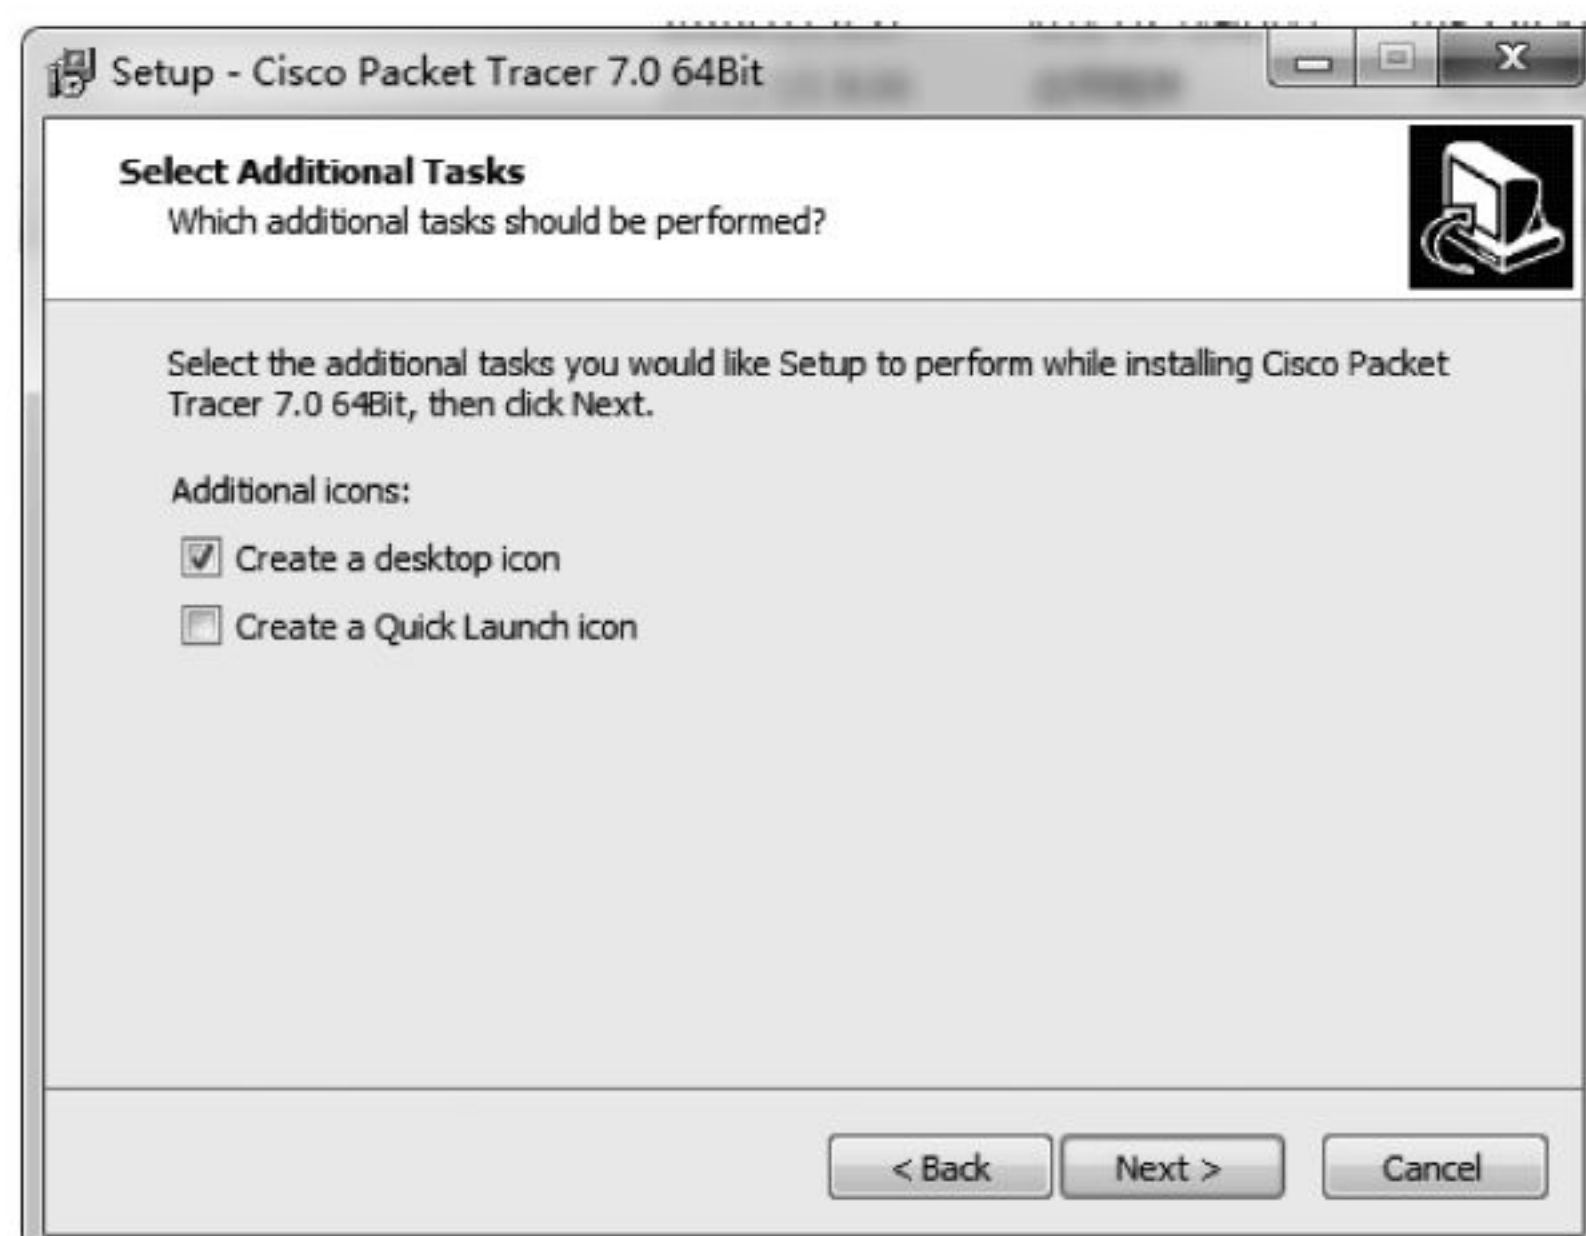 Setup - Cisco Packet Tracer 7.0 64Bit
Select Additional Tasks
Which additional tasks should be performed?
Select the additional tasks you would like Setup to perform while installing Cisco Packet
Tracer 7.0 64Bit, then click Next.
Additional icons:
Create a desktop icon
Create a Quick Launch icon
< Back
Next >
Cancel